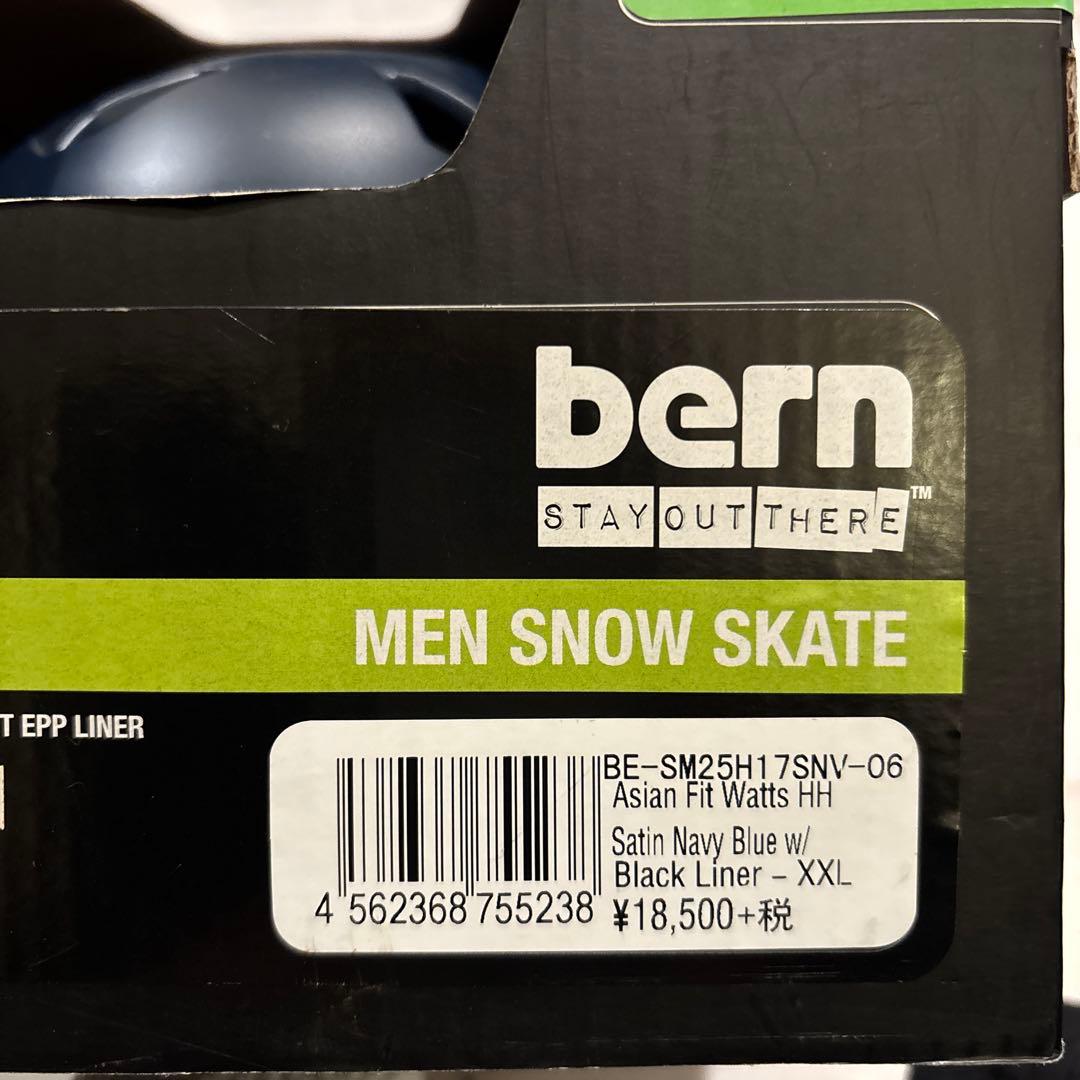 bern
STAY OUT THERE™
MEN SNOW SKATE
T EPP LINER
BE-SM25H17SNV-06
Asian Fit Watts HH
Satin Navy Blue w/
Black Liner - XXL
4 562368 755238
¥18,500+税